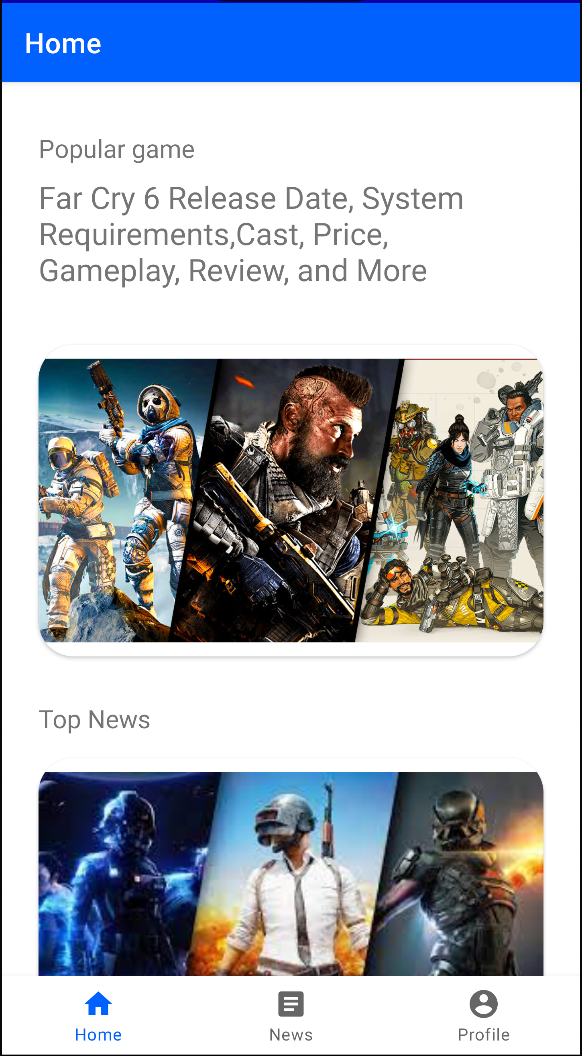 Home
Popular game
Far Cry 6 Release Date, System
Requirements,Cast, Price,
Gameplay, Review, and More
Top News
Home
News
Profile